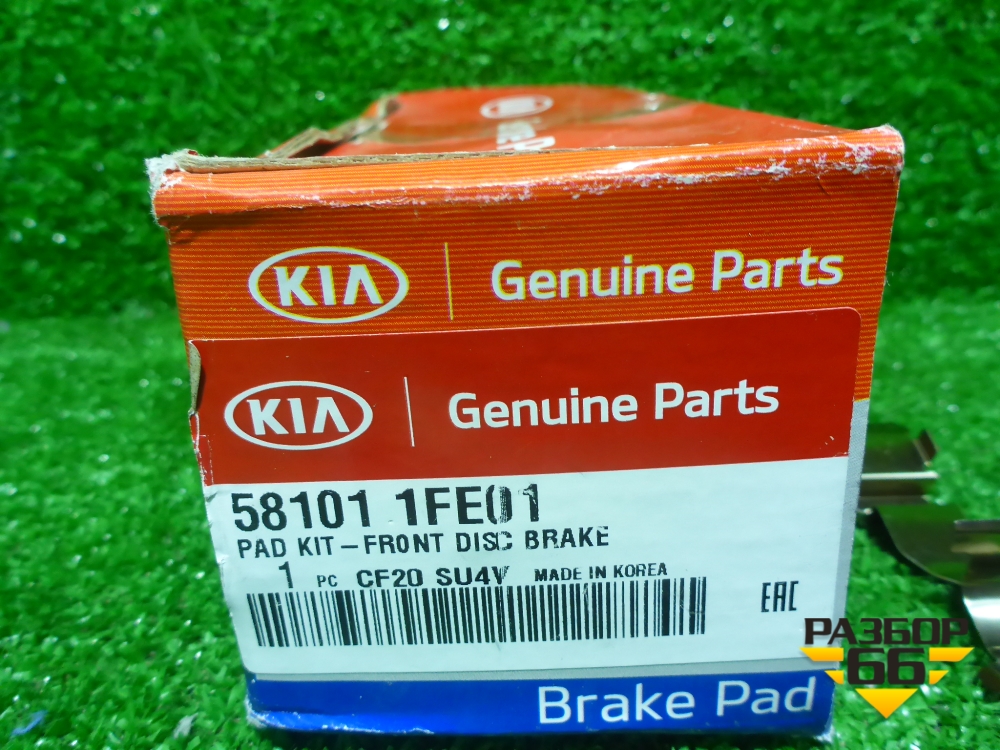 KIA Genuine Parts
KIA Genuine Parts
58101 1FE01
PAD KIT-FRONT DISC BRAKE
1 PC CF20 SU4V MADE IN KOREA
EAC
РАЗБОР
66
Brake Pad